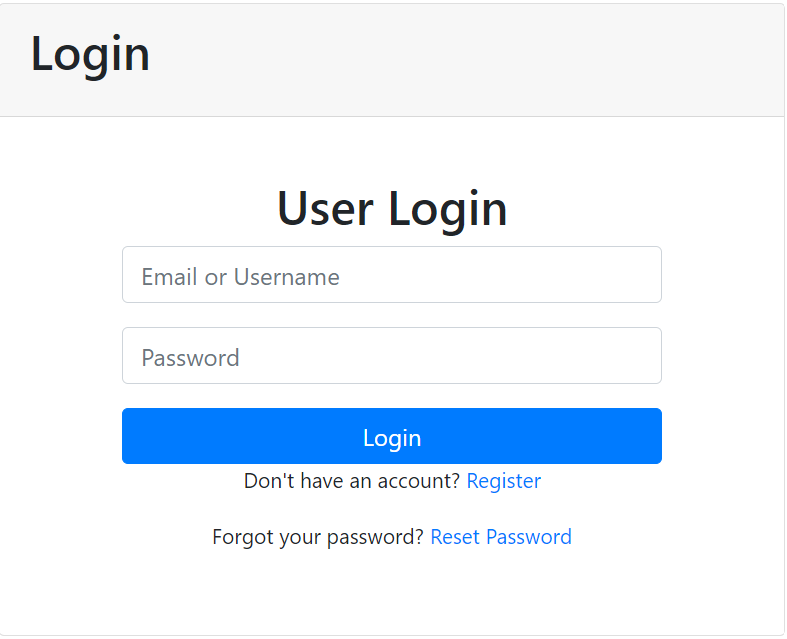 Login
User Login
Email or Username
Password
Login
Don't have an account? Register
Forgot your password? Reset Password